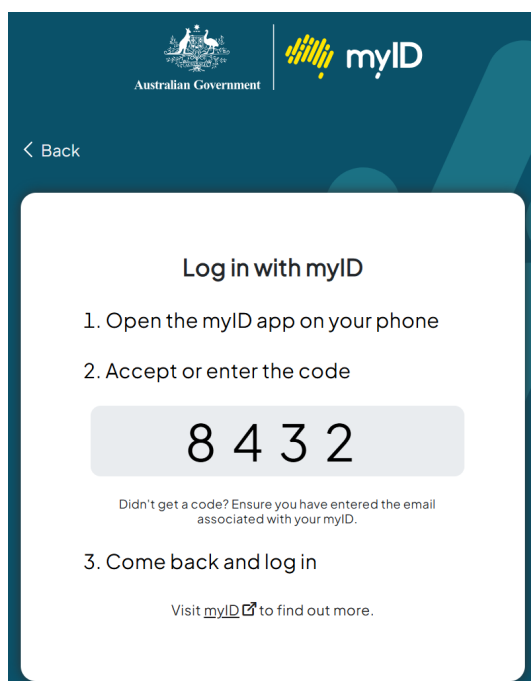 Australian Government
myID
Back
Log in with myID
1. Open the myID app on your phone
2. Accept or enter the code
8 4 3 2
Didn't get a code? Ensure you have entered the email
associated with your myID.
3. Come back and log in
Visit myID to find out more.